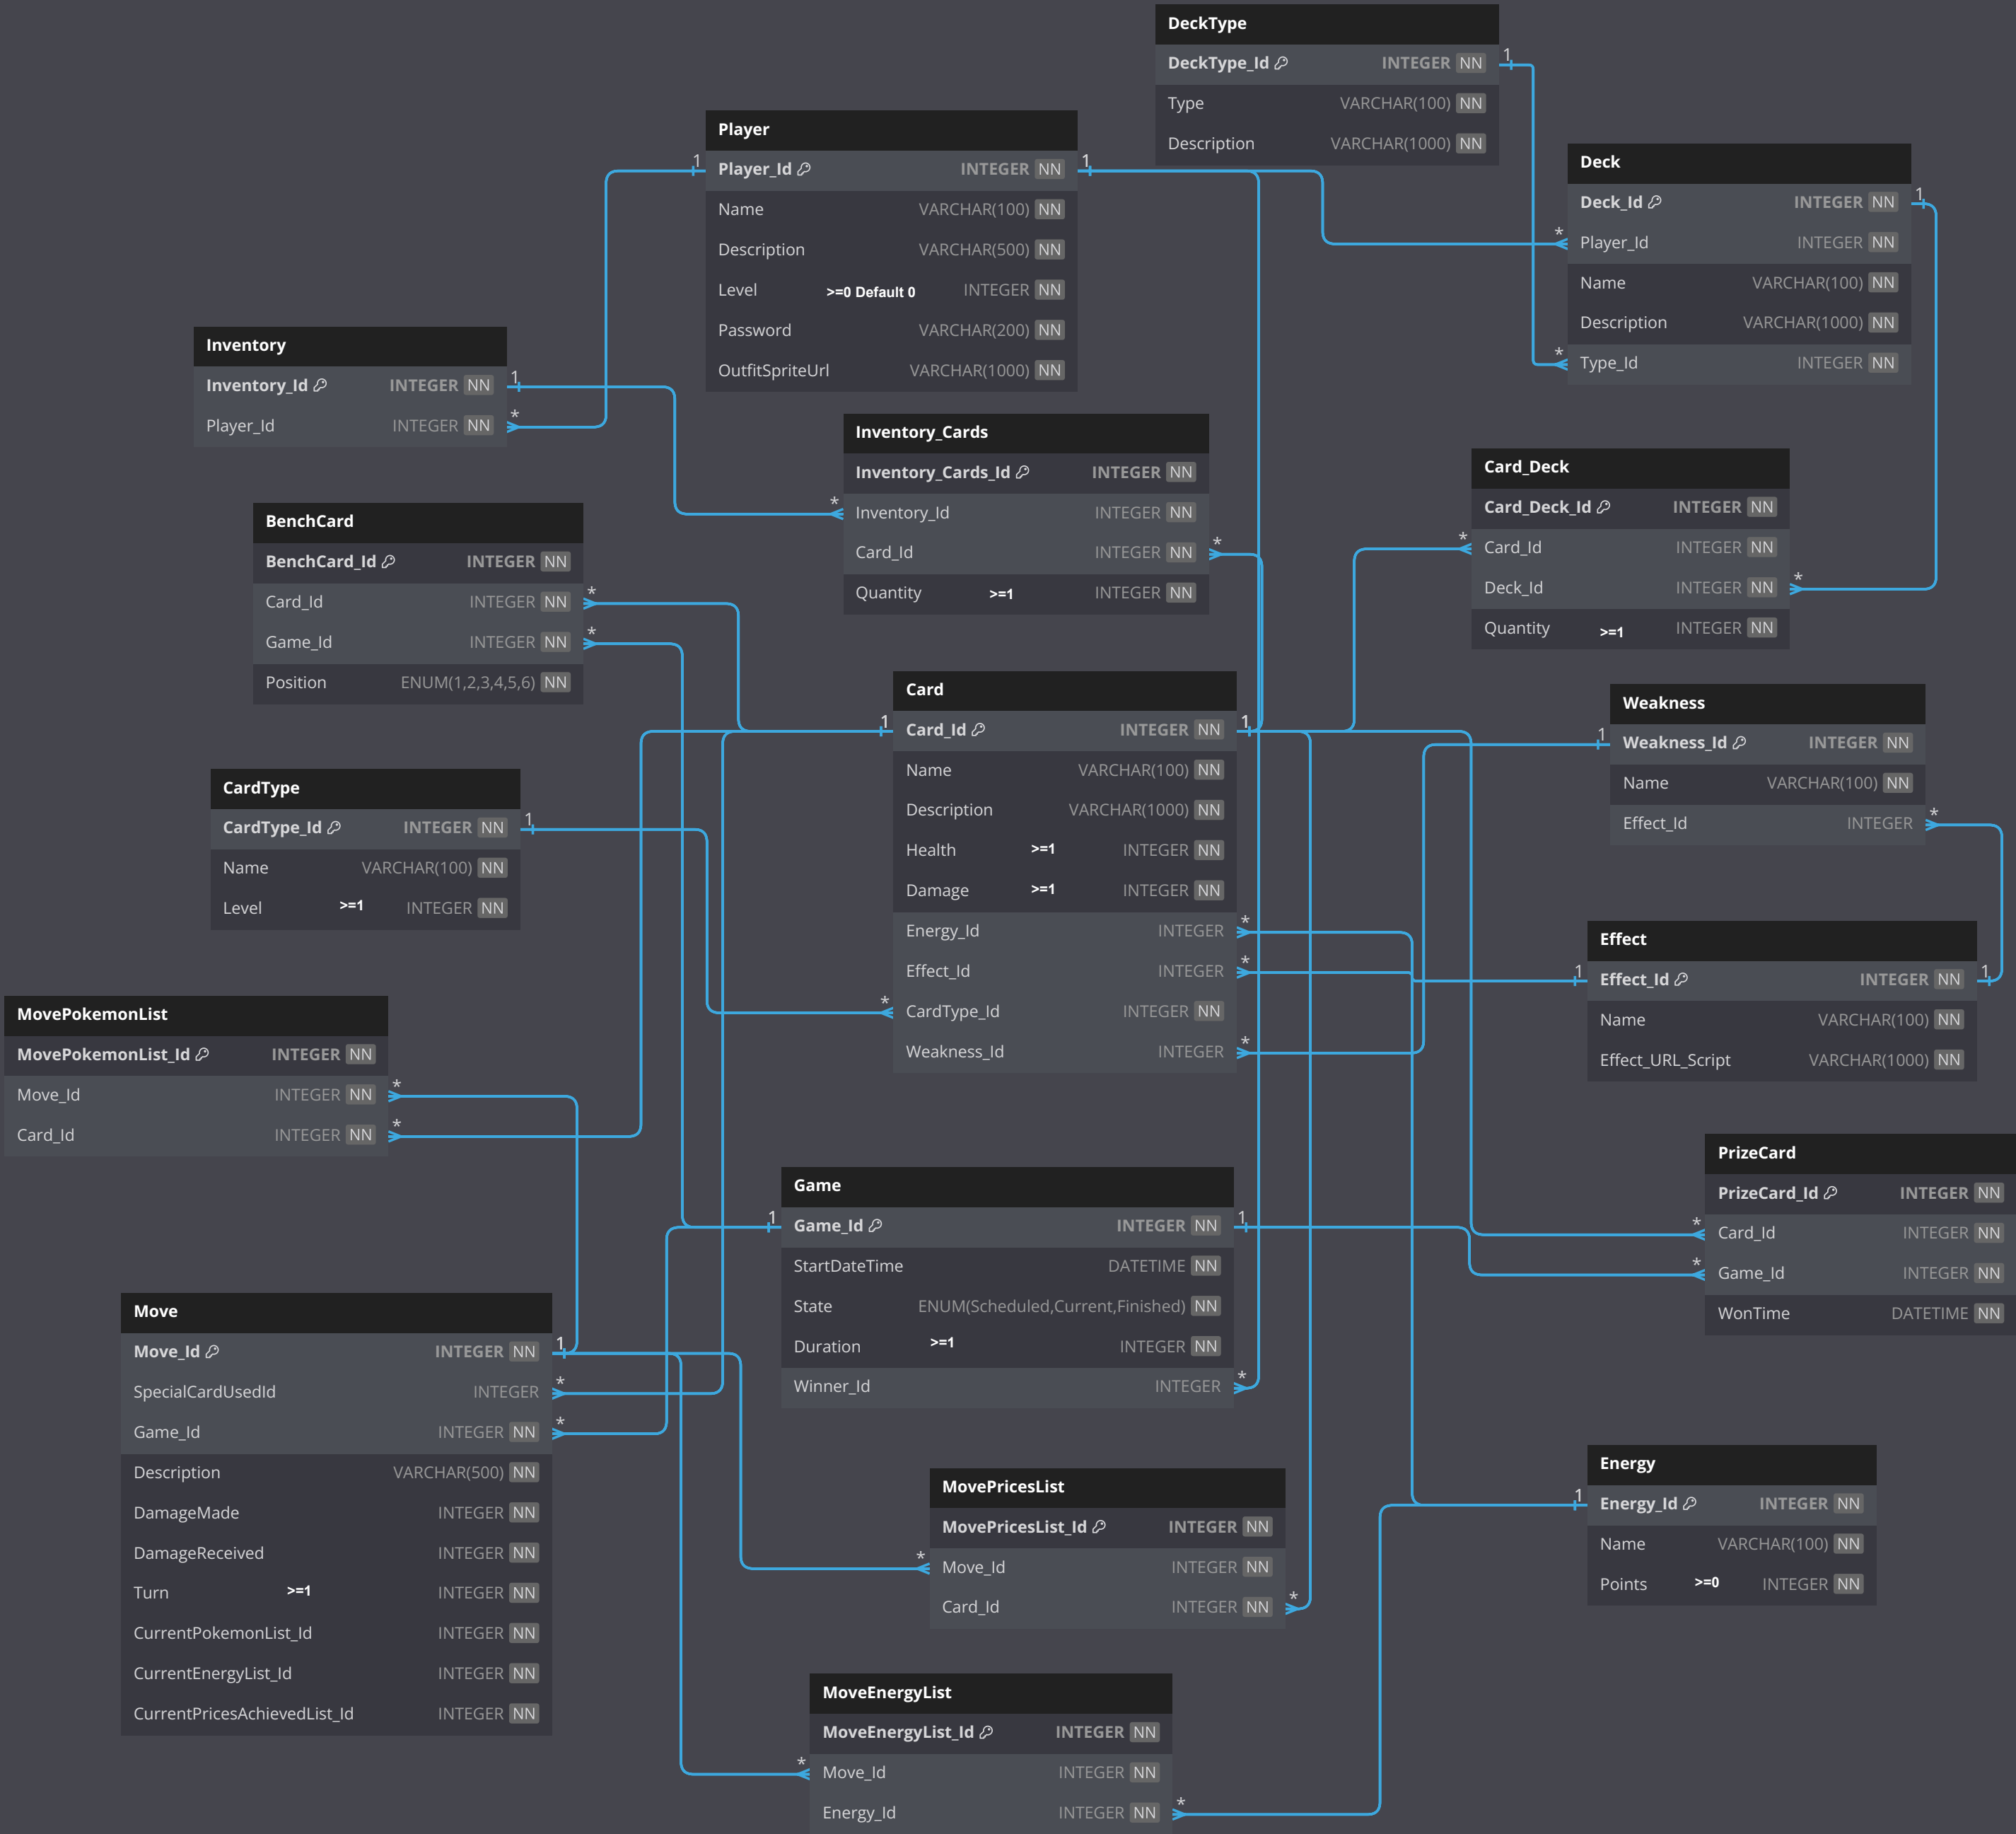 DeckType
DeckType_Id INTEGER NN
Type VARCHAR(100) NN
Description VARCHAR(1000) NN
Player
Player_Id INTEGER NN
Name VARCHAR(100) NN
Description VARCHAR(500) NN
Level >=0 Default 0 INTEGER NN
Password VARCHAR(200) NN
OutfitSpriteUrl VARCHAR(1000) NN
Deck
Deck_Id INTEGER NN
Player_Id INTEGER NN
Name VARCHAR(100) NN
Description VARCHAR(1000) NN
Type_Id INTEGER NN
Inventory
Inventory_Id INTEGER NN
Player_Id INTEGER NN
Inventory_Cards
Inventory_Cards_Id INTEGER NN
Inventory_Id INTEGER NN
Card_Id INTEGER NN
Quantity >=1 INTEGER NN
Card_Deck
Card_Deck_Id INTEGER NN
Card_Id INTEGER NN
Deck_Id INTEGER NN
Quantity >=1 INTEGER NN
BenchCard
BenchCard_Id INTEGER NN
Card_Id INTEGER NN
Game_Id INTEGER NN
Position ENUM(1,2,3,4,5,6) NN
Card
Card_Id INTEGER NN
Name VARCHAR(100) NN
Description VARCHAR(1000) NN
Health >=1 INTEGER NN
Damage >=1 INTEGER NN
Energy_Id INTEGER
Effect_Id INTEGER
CardType_Id INTEGER NN
Weakness_Id INTEGER
Weakness
Weakness_Id INTEGER NN
Name VARCHAR(100) NN
Effect_Id INTEGER
CardType
CardType_Id INTEGER NN
Name VARCHAR(100) NN
Level >=1 INTEGER NN
Effect
Effect_Id INTEGER NN
Name VARCHAR(100) NN
Effect_URL_Script VARCHAR(1000) NN
MovePokemonList
MovePokemonList_Id INTEGER NN
Move_Id INTEGER NN
Card_Id INTEGER NN
PrizeCard
PrizeCard_Id INTEGER NN
Card_Id INTEGER NN
Game_Id INTEGER NN
WonTime DATETIME NN
Game
Game_Id INTEGER NN
StartDateTime DATETIME NN
State ENUM(Scheduled,Current,Finished) NN
Duration >=1 INTEGER NN
Winner_Id INTEGER
Move
Move_Id INTEGER NN
SpecialCardUsedId INTEGER
Game_Id INTEGER NN
Description VARCHAR(500) NN
DamageMade INTEGER NN
DamageReceived INTEGER NN
Turn >=1 INTEGER NN
CurrentPokemonList_Id INTEGER NN
CurrentEnergyList_Id INTEGER NN
CurrentPricesAchievedList_Id INTEGER NN
Energy
Energy_Id INTEGER NN
Name VARCHAR(100) NN
Points >=0 INTEGER NN
MovePricesList
MovePricesList_Id INTEGER NN
Move_Id INTEGER NN
Card_Id INTEGER NN
MoveEnergyList
MoveEnergyList_Id INTEGER NN
Move_Id INTEGER NN
Energy_Id INTEGER NN